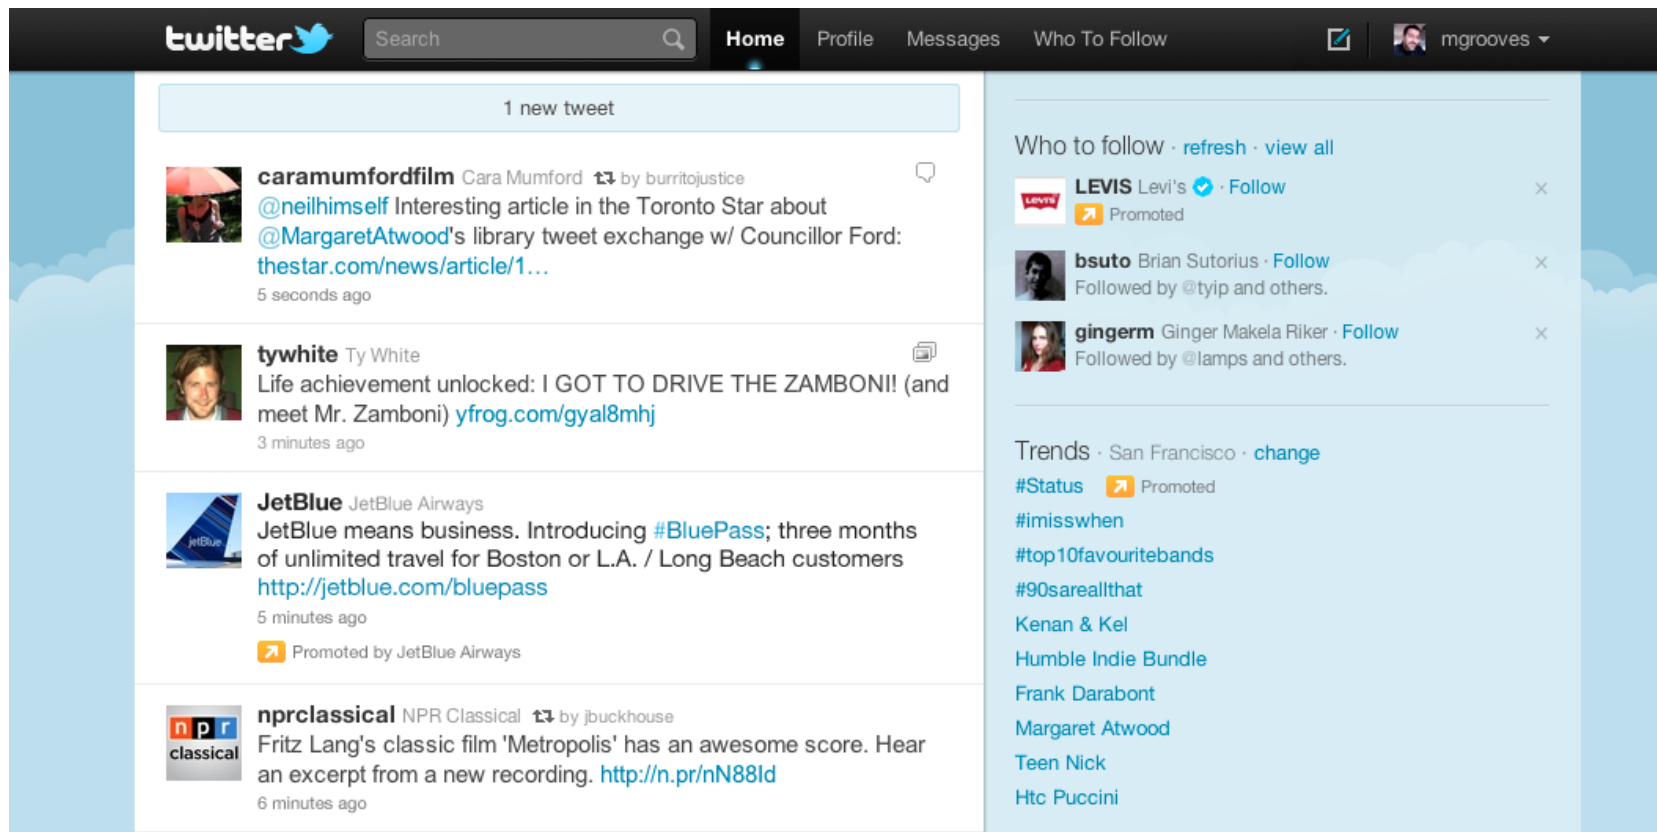 twitter Search Home Profile Messages Who To Follow mgrooves
1 new tweet
caramumfordfilm Cara Mumford by burritojustice
@neilhimself Interesting article in the Toronto Star about
@MargaretAtwood's library tweet exchange w/ Councillor Ford:
thestar.com/news/article/1…
5 seconds ago
tywhite Ty White
Life achievement unlocked: I GOT TO DRIVE THE ZAMBONI! (and
meet Mr. Zamboni) yfrog.com/gyal8mhj
3 minutes ago
jetBlue
JetBlue JetBlue Airways
JetBlue means business. Introducing #BluePass; three months
of unlimited travel for Boston or L.A. / Long Beach customers
http://jetblue.com/bluepass
5 minutes ago
Promoted by JetBlue Airways
npr
classical
nprclassical NPR Classical by jbuckhouse
Fritz Lang's classic film 'Metropolis' has an awesome score. Hear
an excerpt from a new recording. http://n.pr/nN88Id
6 minutes ago
Who to follow · refresh · view all
LEVI'S
LEVIS Levi's · Follow
Promoted
bsuto Brian Sutorius · Follow
Followed by @tyip and others.
gingerm Ginger Makela Riker · Follow
Followed by @lamps and others.
Trends · San Francisco · change
#Status Promoted
#imisswhen
#top10favouritebands
#90sareallthat
Kenan & Kel
Humble Indie Bundle
Frank Darabont
Margaret Atwood
Teen Nick
Htc Puccini